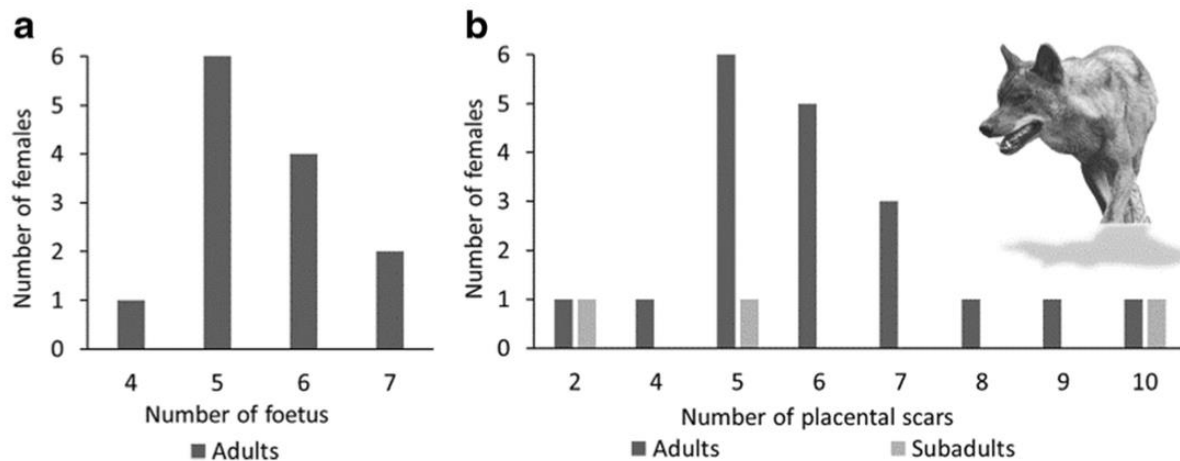 a
Number of females
6
5
4
3
2
1
0
4 5 6 7
Number of foetus
Adults
b
Number of females
6
5
4
3
2
1
0
2 4 5 6 7 8 9 10
Number of placental scars
Adults Subadults